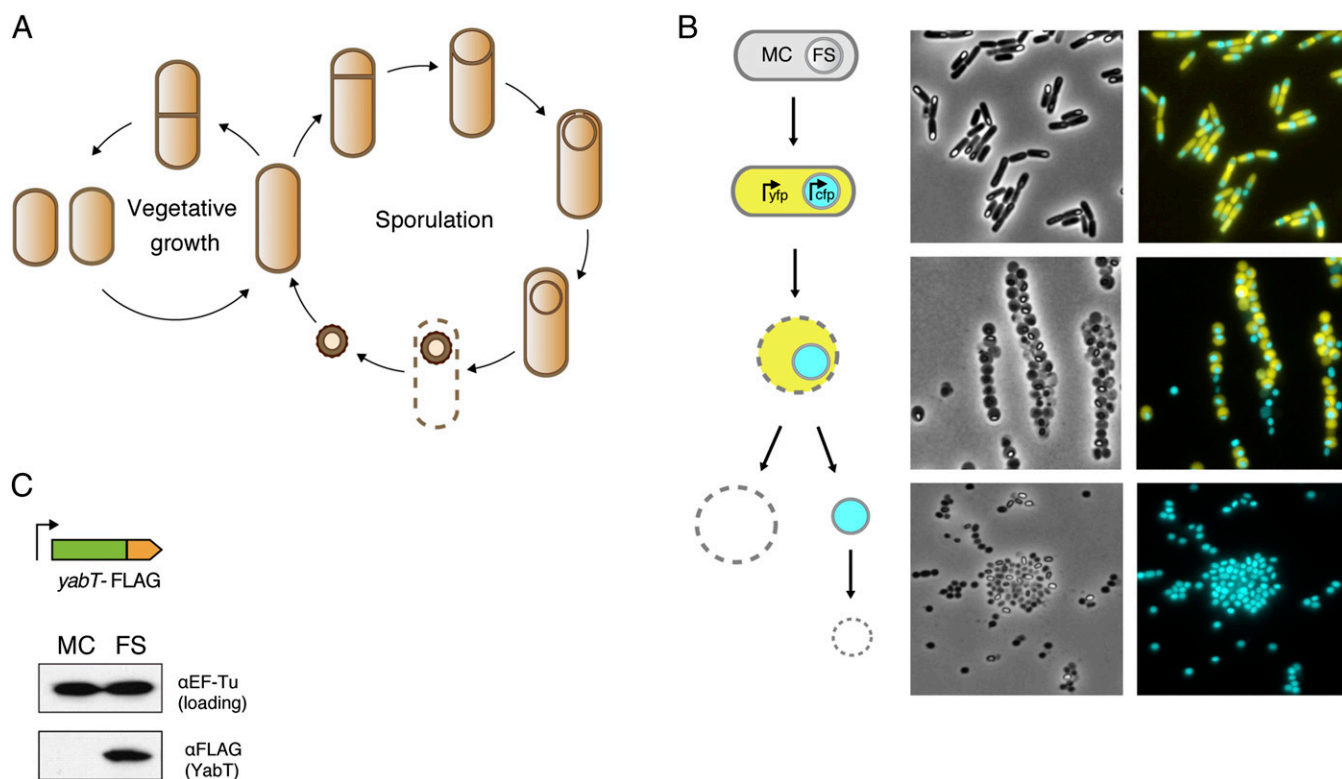 A
Vegetative
growth
Sporulation
B
MC
FS
yfp
cfp
C
yabT-FLAG
MC FS
αEF-Tu
(loading)
αFLAG
(YabT)